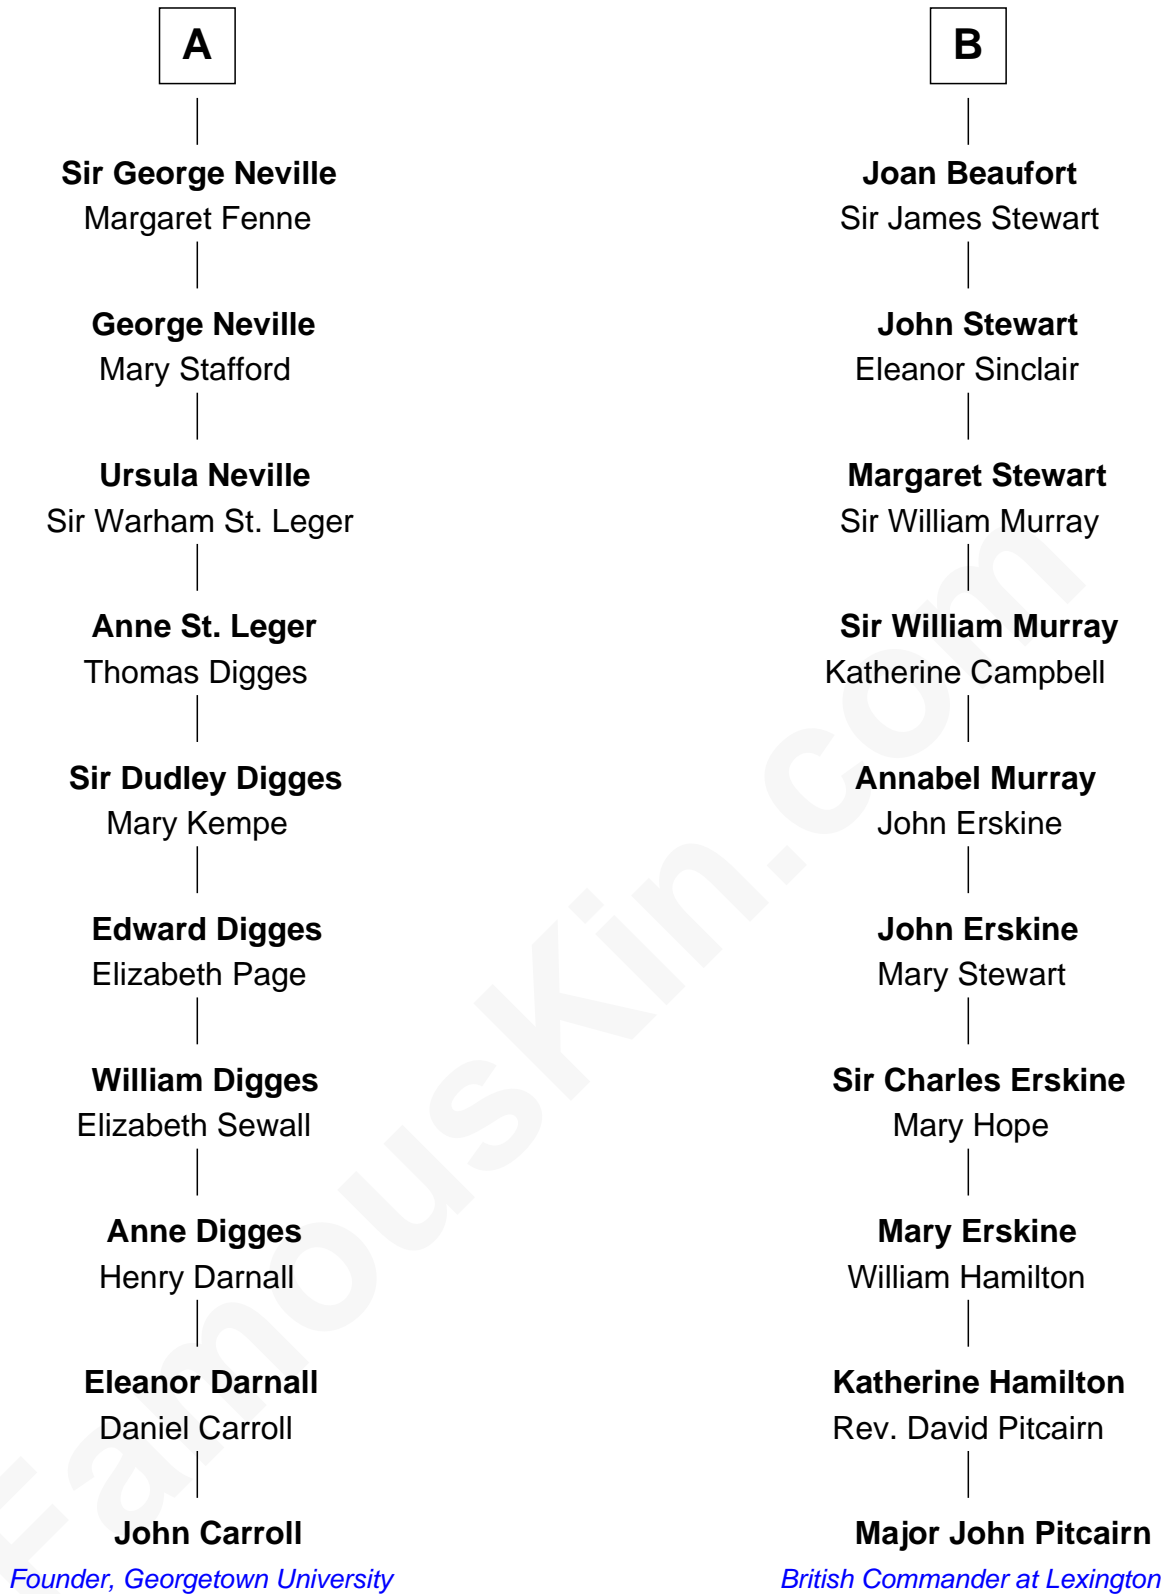 A
Sir George Neville
Margaret Fenne
George Neville
Mary Stafford
Ursula Neville
Sir Warham St. Leger
Anne St. Leger
Thomas Digges
Sir Dudley Digges
Mary Kempe
Edward Digges
Elizabeth Page
William Digges
Elizabeth Sewall
Anne Digges
Henry Darnall
Eleanor Darnall
Daniel Carroll
John Carroll
Founder, Georgetown University
B
Joan Beaufort
Sir James Stewart
John Stewart
Eleanor Sinclair
Margaret Stewart
Sir William Murray
Sir William Murray
Katherine Campbell
Annabel Murray
John Erskine
John Erskine
Mary Stewart
Sir Charles Erskine
Mary Hope
Mary Erskine
William Hamilton
Katherine Hamilton
Rev. David Pitcairn
Major John Pitcairn
British Commander at Lexington
FamousKin.com